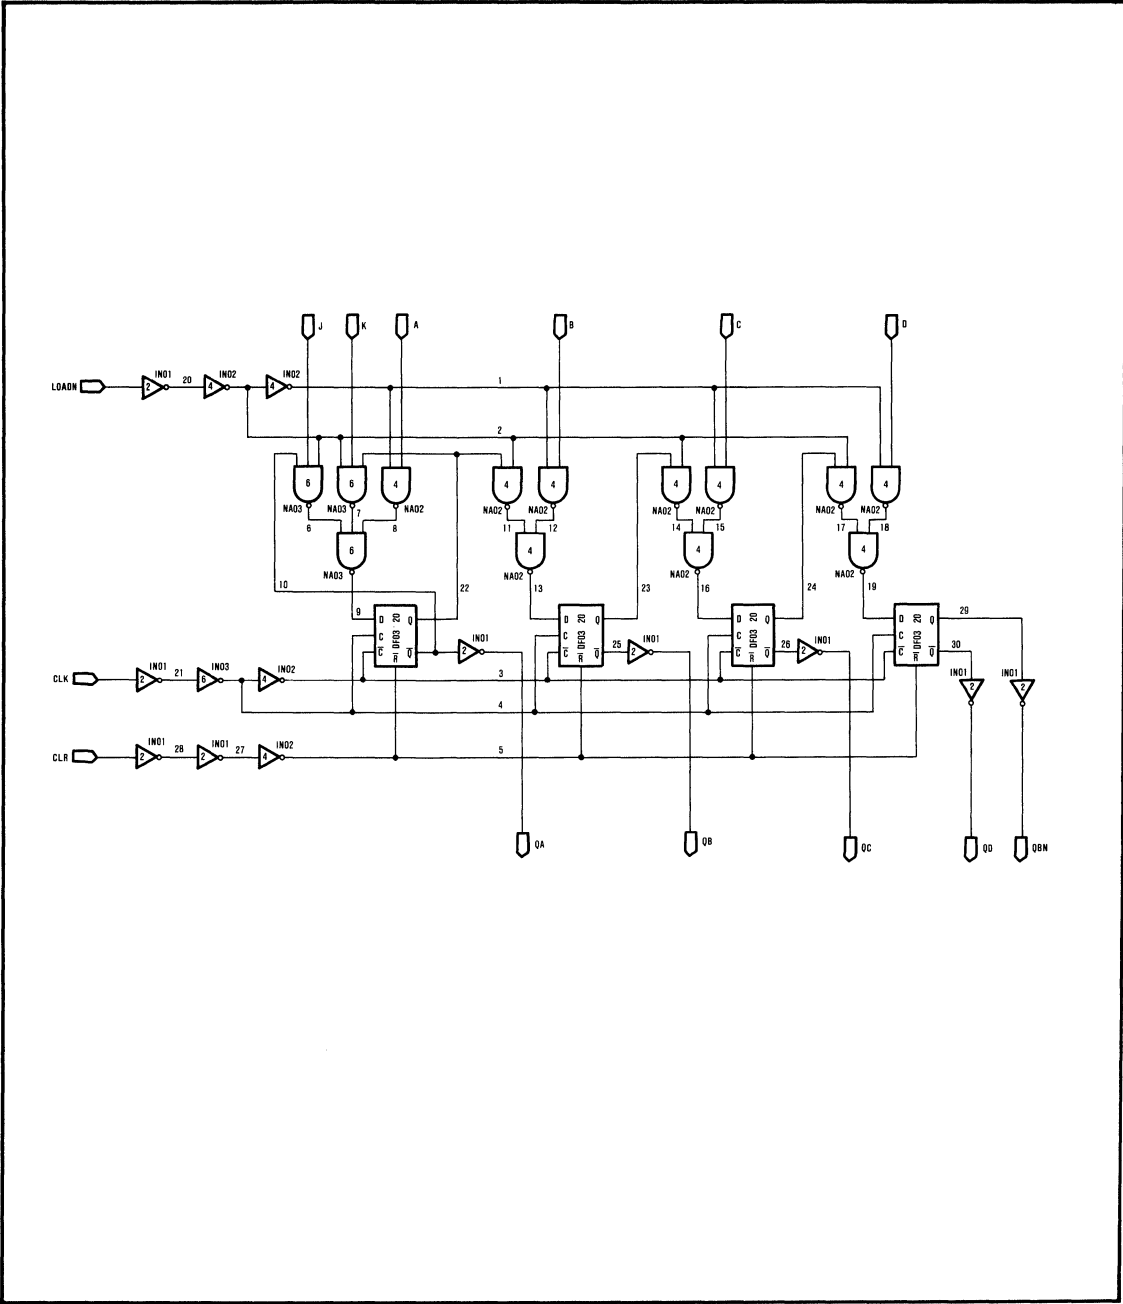 J K A B C D
LOADN 2 IN01 20 4 IN02 4 IN02 1
2
6 6 4 4 4 4 4 4 4
NA03 NA03 NA02 NA02 NA02 NA02 NA02 NA02 NA02
6 7 8 11 12 14 15 17 18
6 4 4 4
NA03 NA02 NA02 NA02
10 22 13 23 16 24 19
9
D Q C C̅ Q̅ R̅ DF03 20
D Q C C̅ Q̅ R̅ DF03 20
D Q C C̅ Q̅ R̅ DF03 20
D Q C C̅ Q̅ R̅ DF03 20
29
30
2 IN01 25 2 IN01 26 2 IN01
IN01 2 IN01 2
CLK 2 IN01 21 6 IN03 4 IN02 3
4
CLR 2 IN01 28 2 IN01 27 4 IN02 5
QA QB QC QD QBN